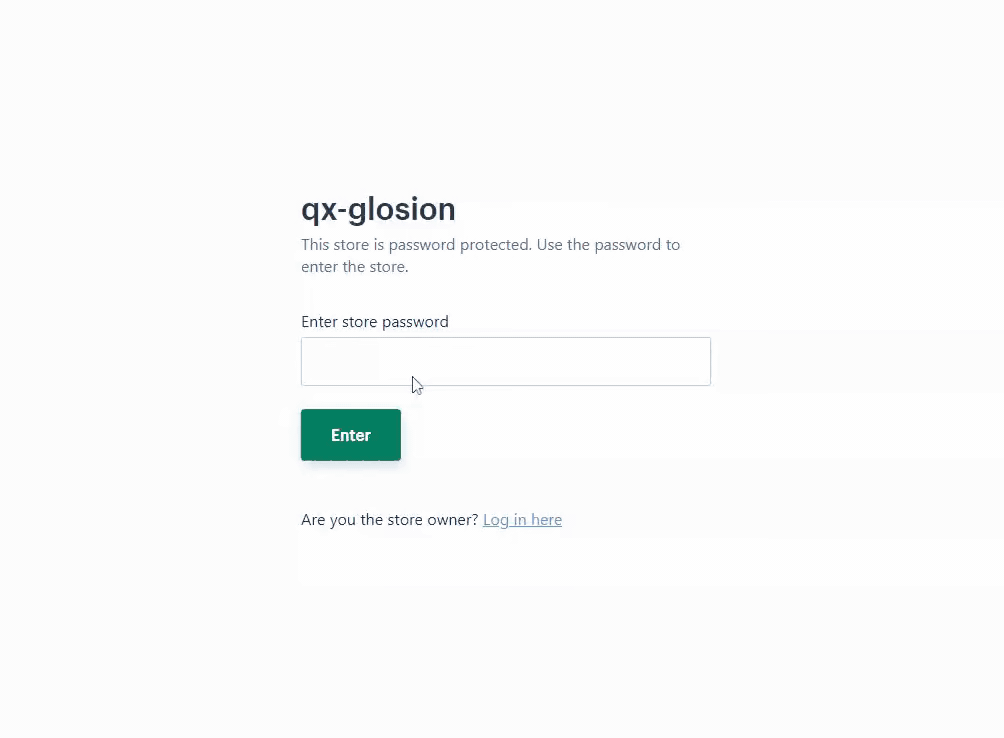 qx-glosion
This store is password protected. Use the password to
enter the store.
Enter store password
Enter
Are you the store owner? Log in here